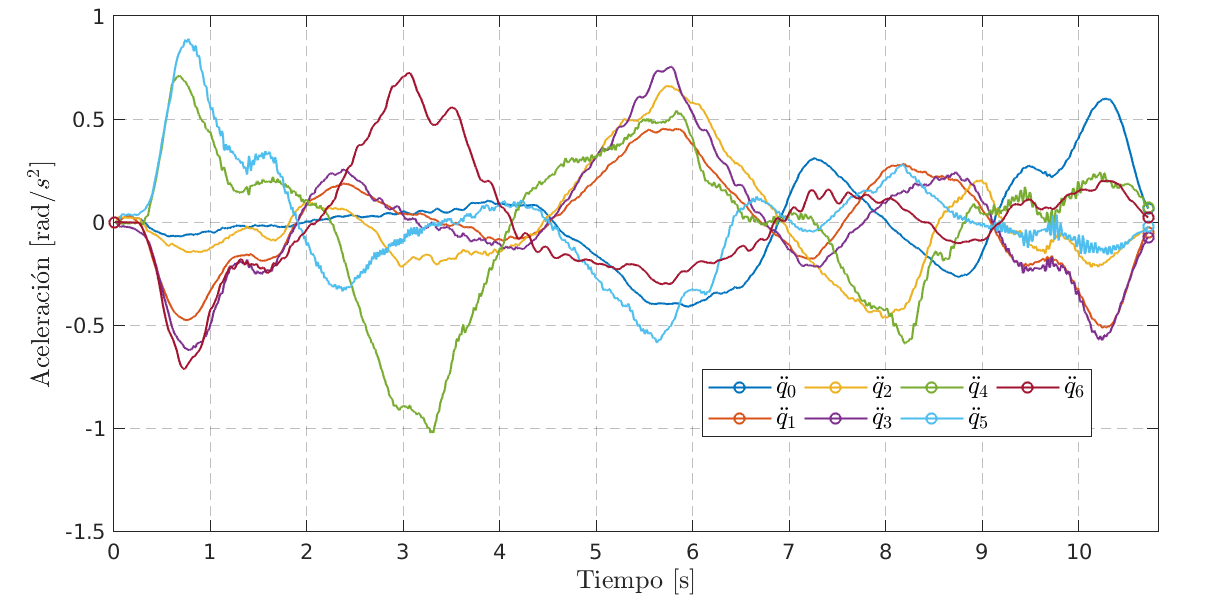 1
0.5
0
-0.5
-1
-1.5
Aceleración [rad/s²]
0 1 2 3 4 5 6 7 8 9 10
Tiempo [s]
q̈₀ q̈₂ q̈₄ q̈₆
q̈₁ q̈₃ q̈₅